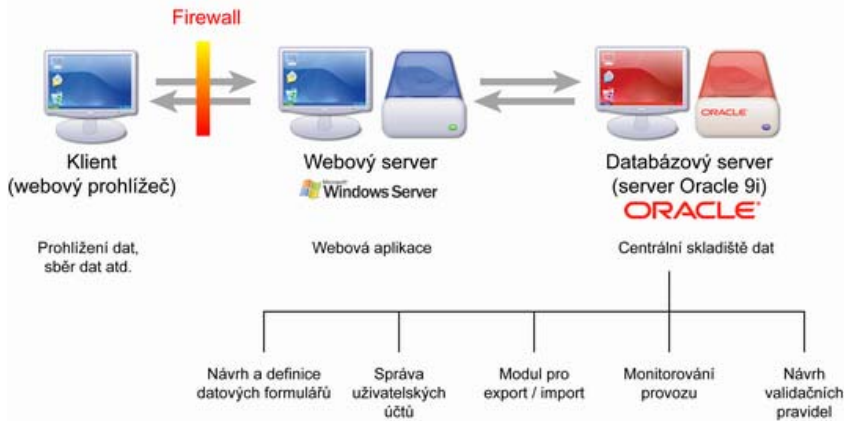 Firewall
Klient
(webový prohlížeč)
Webový server
Microsoft
Windows Server
ORACLE
Databázový server
(server Oracle 9i)
ORACLE
Prohlížení dat,
sběr dat atd.
Webová aplikace
Centrální skladiště dat
Návrh a definice
datových formulářů
Správa
uživatelských
účtů
Modul pro
export / import
Monitorování
provozu
Návrh
validačních
pravidel